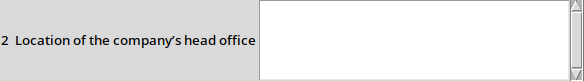 2 Location of the company’s head office